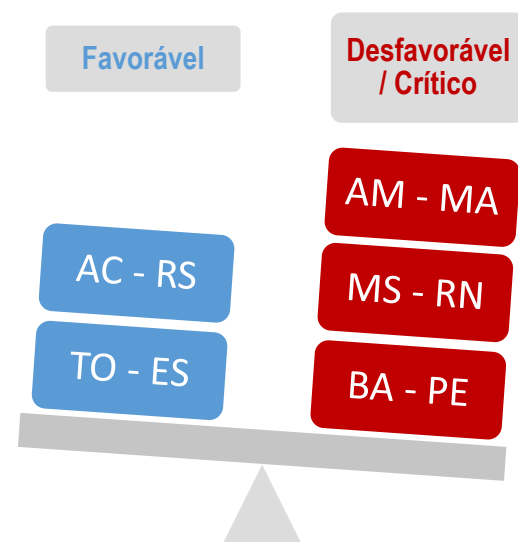 Favorável
Desfavorável
/ Crítico
AC - RS
TO - ES
AM - MA
MS - RN
BA - PE